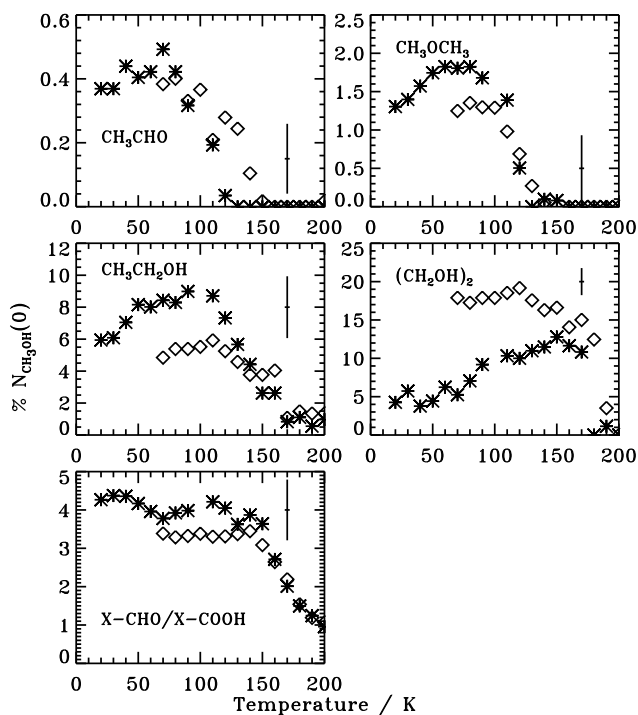 0.6
0.4
0.2
0.0
CH₃CHO
0 50 100 150 200
2.5
2.0
1.5
1.0
0.5
0.0
CH₃OCH₃
0 50 100 150 200
12
10
8
6
4
2
0
CH₃CH₂OH
0 50 100 150 200
25
20
15
10
5
0
(CH₂OH)₂
0 50 100 150 200
% N_CH₃OH(0)
5
4
3
2
1
0
X-CHO/X-COOH
0 50 100 150 200
Temperature / K